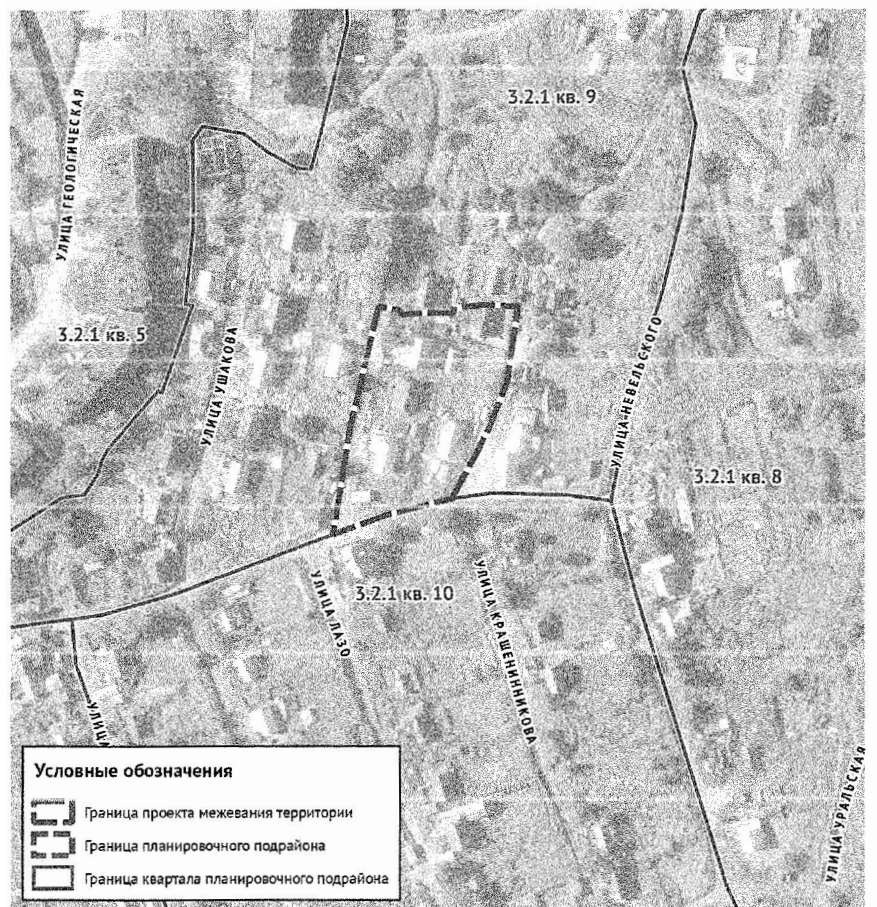 3.2.1 кв. 9
УЛИЦА ГЕОЛОГИЧЕСКАЯ
3.2.1 кв. 5
УЛИЦА УШАКОВА
УЛИЦА НЕВЕЛЬСКОГО
3.2.1 кв. 8
3.2.1 кв. 10
УЛИЦА ЛАЗО
УЛИЦА КРАШЕНИННИКОВА
УЛИЦА
УЛИЦА УРАЛЬСКАЯ
Условные обозначения
Граница проекта межевания территории
Граница планировочного подрайона
Граница квартала планировочного подрайона